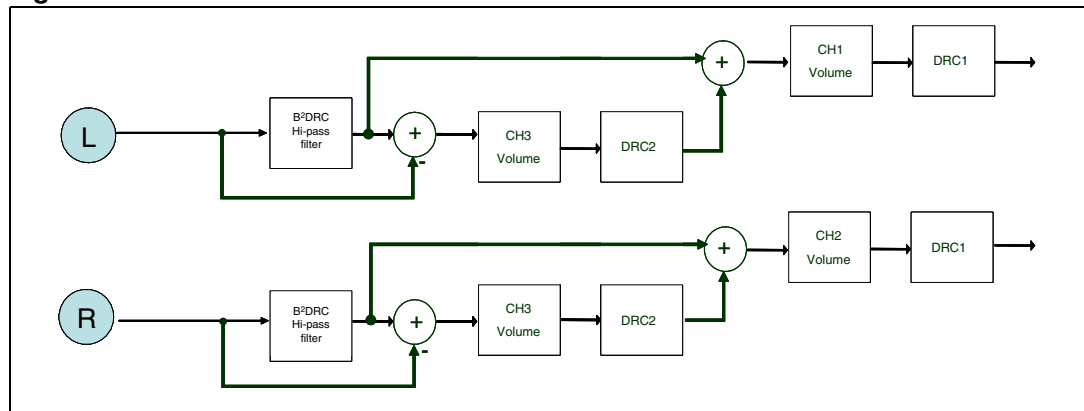 CH1
Volume
DRC1
+
L
B²DRC
Hi-pass
filter
+
-
CH3
Volume
DRC2
CH2
Volume
DRC1
+
R
B²DRC
Hi-pass
filter
+
-
CH3
Volume
DRC2